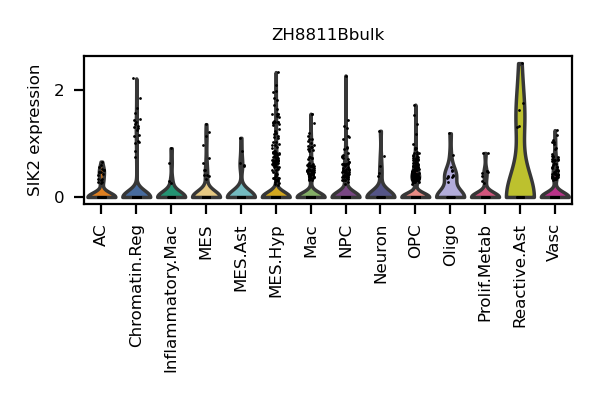 ZH8811Bbulk
SIK2 expression
2
0
AC
Chromatin.Reg
Inflammatory.Mac
MES
MES.Ast
MES.Hyp
Mac
NPC
Neuron
OPC
Oligo
Prolif.Metab
Reactive.Ast
Vasc